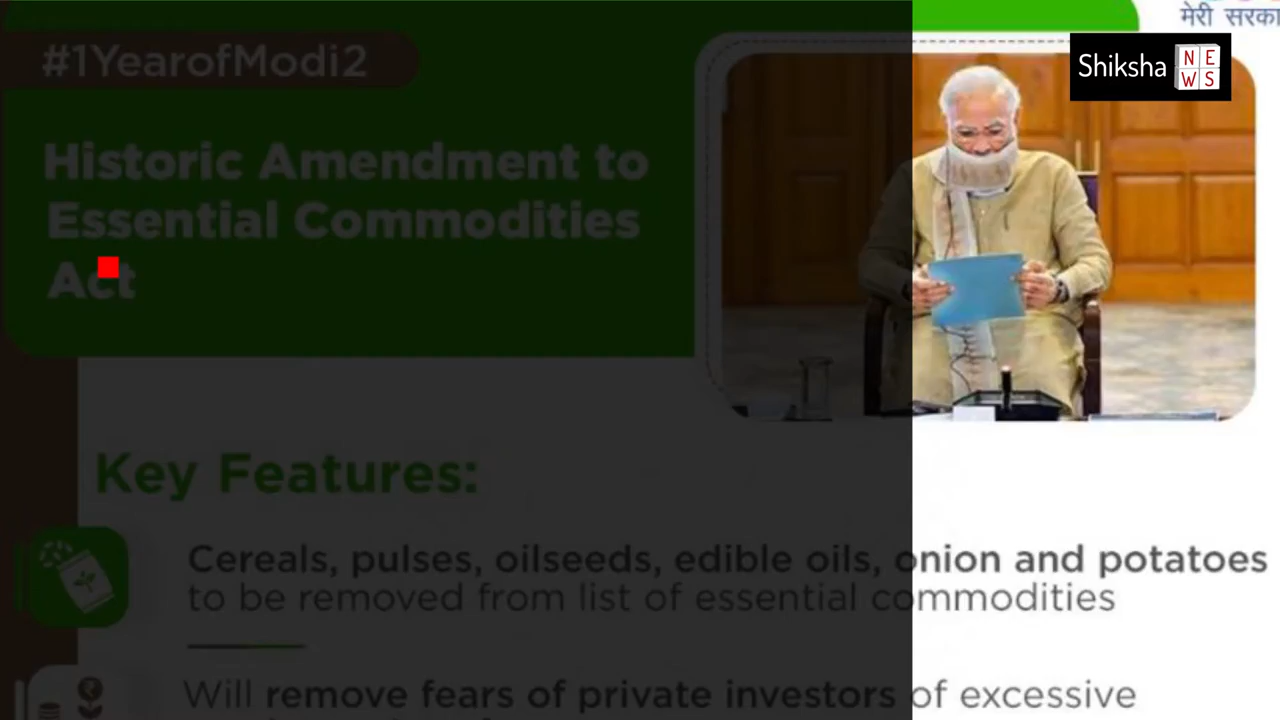 मेरी सरका
#1YearofModi2
Shiksha NEWS
Historic Amendment to
Essential Commodities
Act
Key Features:
Cereals, pulses, oilseeds, edible oils, onion and potatoes
to be removed from list of essential commodities
Will remove fears of private investors of excessive